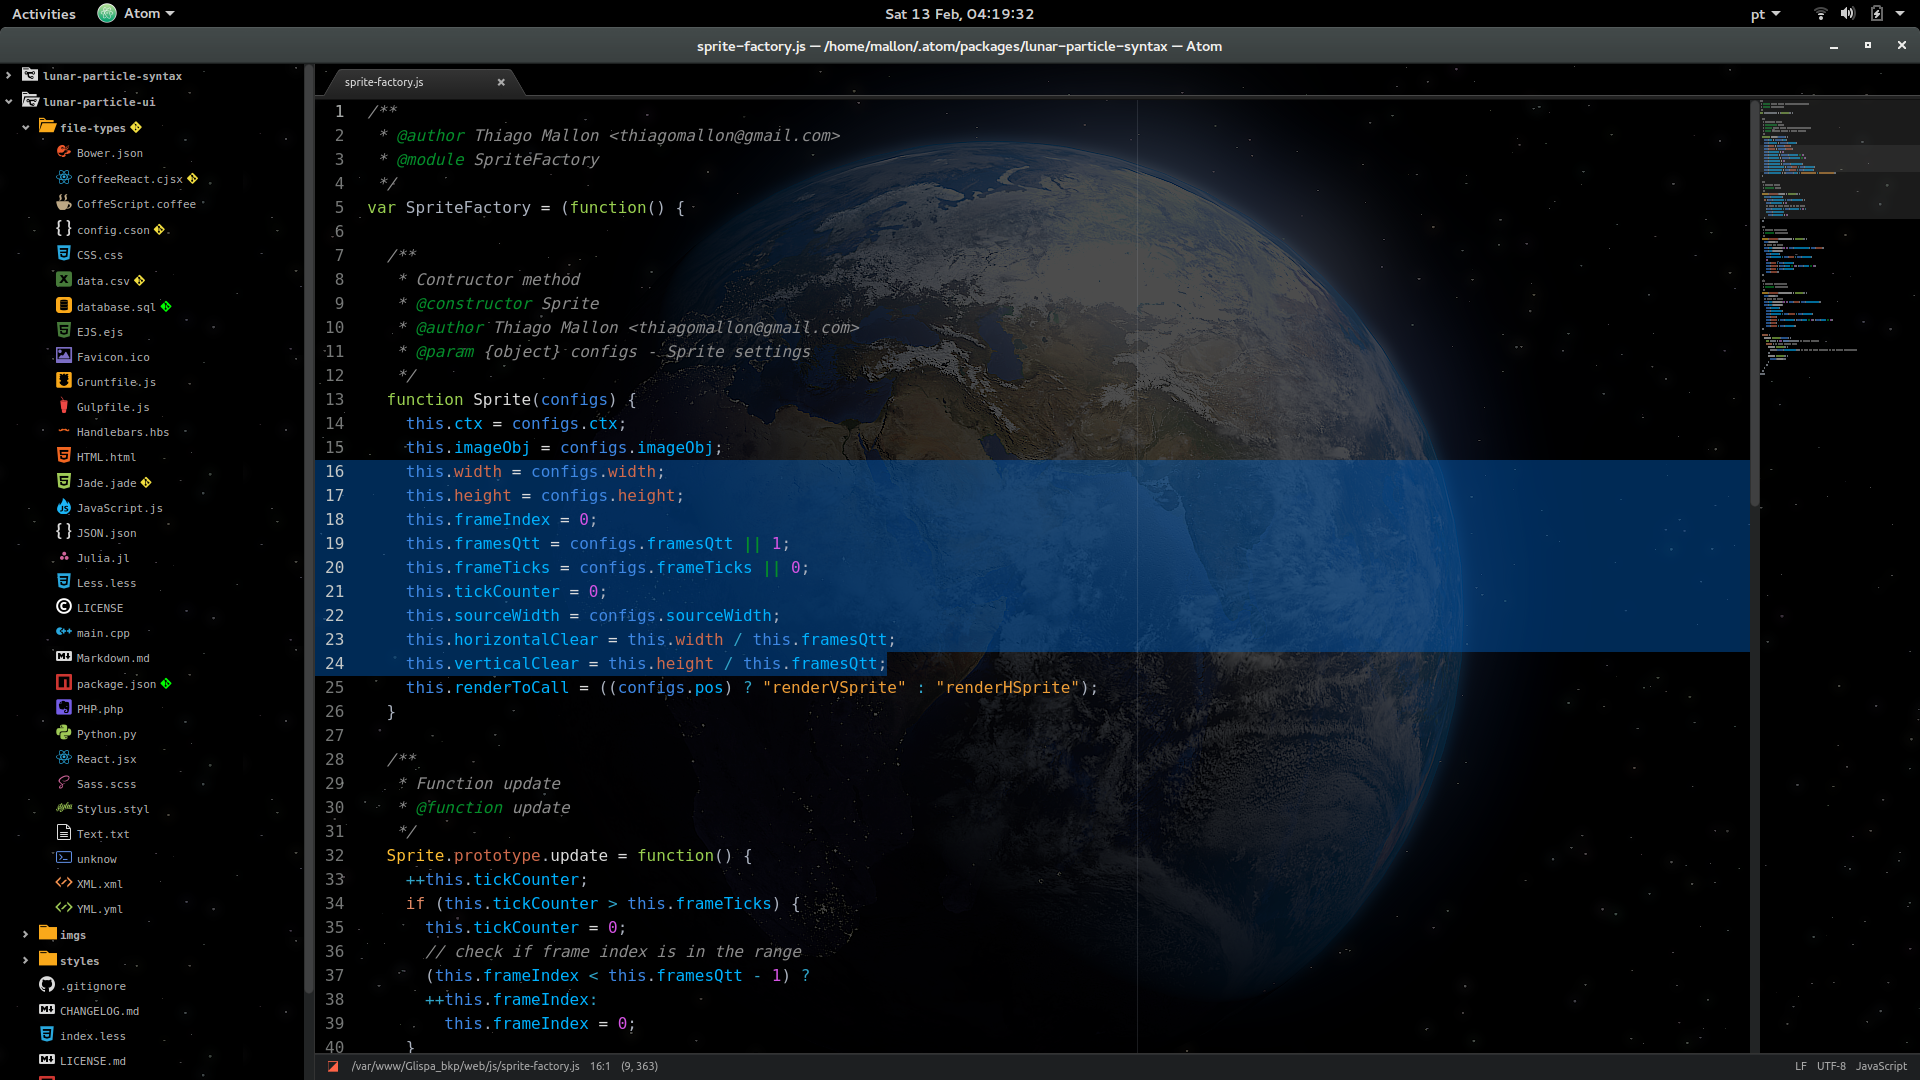 Activities Atom Sat 13 Feb, 04:19:32 pt
sprite-factory.js — /home/mallon/.atom/packages/lunar-particle-syntax — Atom
lunar-particle-syntax
lunar-particle-ui
file-types
Bower.json
CoffeeReact.cjsx
CoffeScript.coffee
config.cson
CSS.css
data.csv
database.sql
EJS.ejs
Favicon.ico
Gruntfile.js
Gulpfile.js
Handlebars.hbs
HTML.html
Jade.jade
JavaScript.js
JSON.json
Julia.jl
Less.less
LICENSE
main.cpp
Markdown.md
package.json
PHP.php
Python.py
React.jsx
Sass.scss
Stylus.styl
Text.txt
unknow
XML.xml
YML.yml
imgs
styles
.gitignore
CHANGELOG.md
index.less
LICENSE.md
sprite-factory.js
1 /**
2  * @author Thiago Mallon <thiagomallon@gmail.com>
3  * @module SpriteFactory
4  */
5 var SpriteFactory = (function() {
6
7   /**
8    * Contructor method
9    * @constructor Sprite
10    * @author Thiago Mallon <thiagomallon@gmail.com>
11    * @param {object} configs - Sprite settings
12    */
13   function Sprite(configs) {
14     this.ctx = configs.ctx;
15     this.imageObj = configs.imageObj;
16     this.width = configs.width;
17     this.height = configs.height;
18     this.frameIndex = 0;
19     this.framesQtt = configs.framesQtt || 1;
20     this.frameTicks = configs.frameTicks || 0;
21     this.tickCounter = 0;
22     this.sourceWidth = configs.sourceWidth;
23     this.horizontalClear = this.width / this.framesQtt;
24     this.verticalClear = this.height / this.framesQtt;
25     this.renderToCall = ((configs.pos) ? "renderVSprite" : "renderHSprite");
26   }
27
28   /**
29    * Function update
30    * @function update
31    */
32   Sprite.prototype.update = function() {
33     ++this.tickCounter;
34     if (this.tickCounter > this.frameTicks) {
35       this.tickCounter = 0;
36       // check if frame index is in the range
37       (this.frameIndex < this.framesQtt - 1) ?
38       ++this.frameIndex:
39         this.frameIndex = 0;
40     }
/var/www/Glispa_bkp/web/js/sprite-factory.js 16:1 (9, 363) LF UTF-8 JavaScript